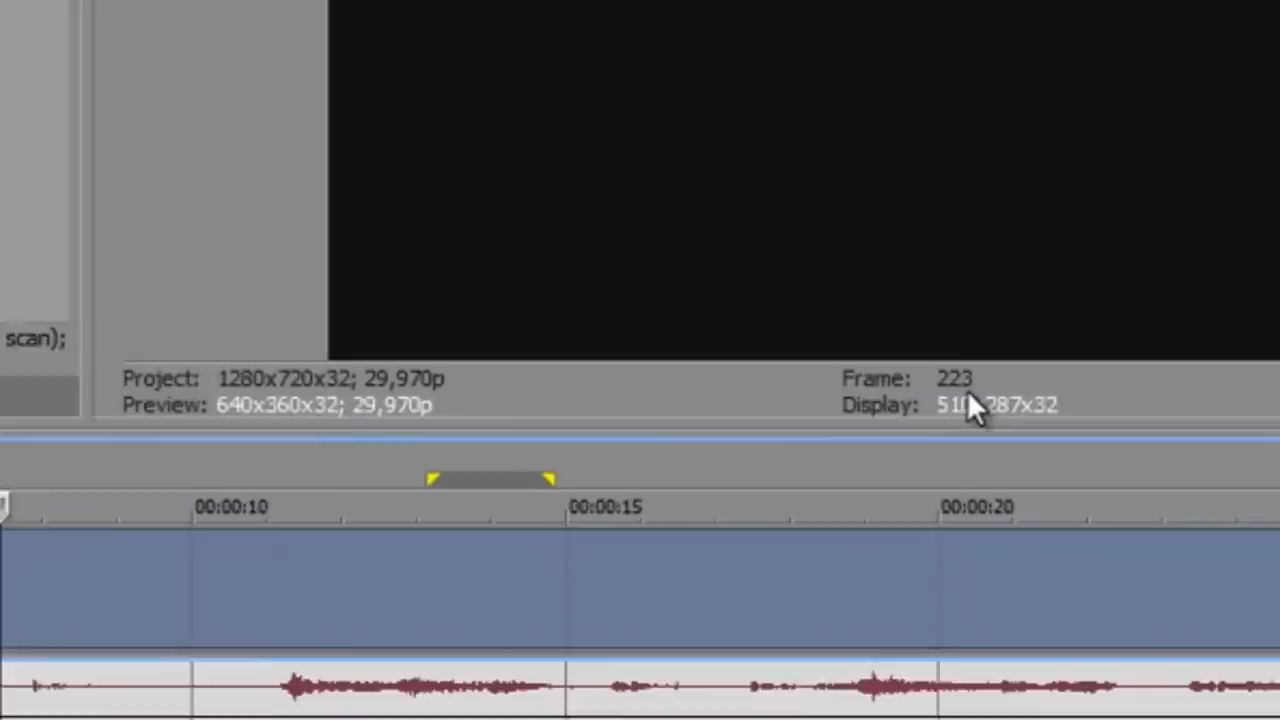 scan);
Project: 1280x720x32; 29,970p
Frame: 223
Preview: 640x360x32; 29,970p
Display: 287x32
00:00:10 00:00:15 00:00:20